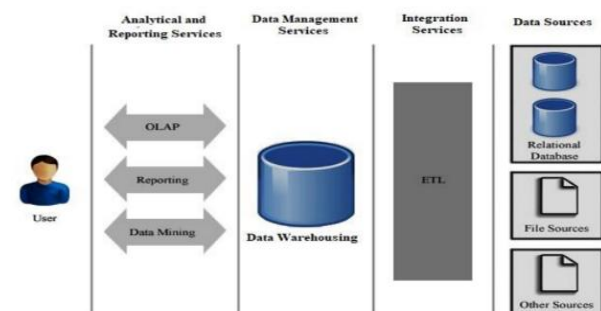 Analytical and
Reporting Services
Data Management
Services
Integration
Services
Data Sources
OLAP
Reporting
Data Mining
User
Data Warehousing
ETL
Relational
Database
File Sources
Other Sources